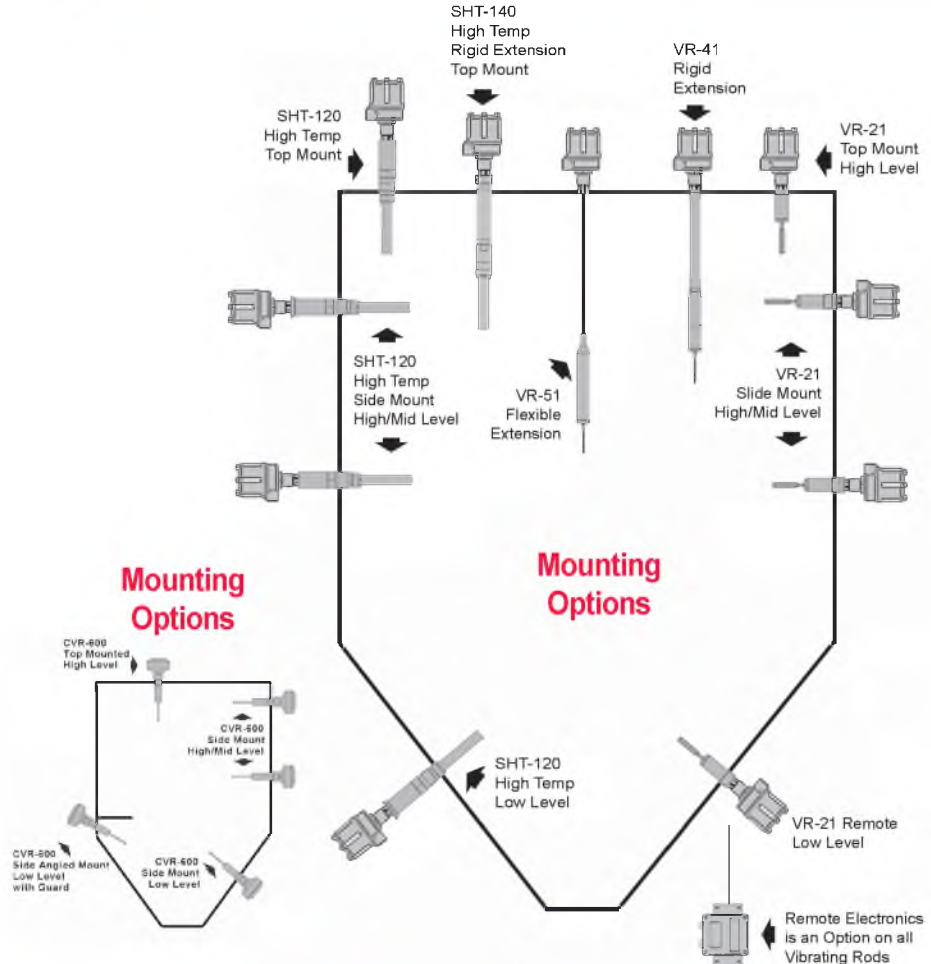 SHT-140
High Temp
Rigid Extension
Top Mount
VR-41
Rigid
Extension
SHT-120
High Temp
Top Mount
VR-21
Top Mount
High Level
SHT-120
High Temp
Side Mount
High/Mid Level
VR-51
Flexible
Extension
VR-21
Slide Mount
High/Mid Level
Mounting
Options
Mounting
Options
CVR-600
Top Mounted
High Level
CVR-600
Side Mount
High/Mid Level
CVR-600
Side Angled Mount
Low Level
with Guard
CVR-600
Side Mount
Low Level
SHT-120
High Temp
Low Level
VR-21 Remote
Low Level
Remote Electronics
is an Option on all
Vibrating Rods